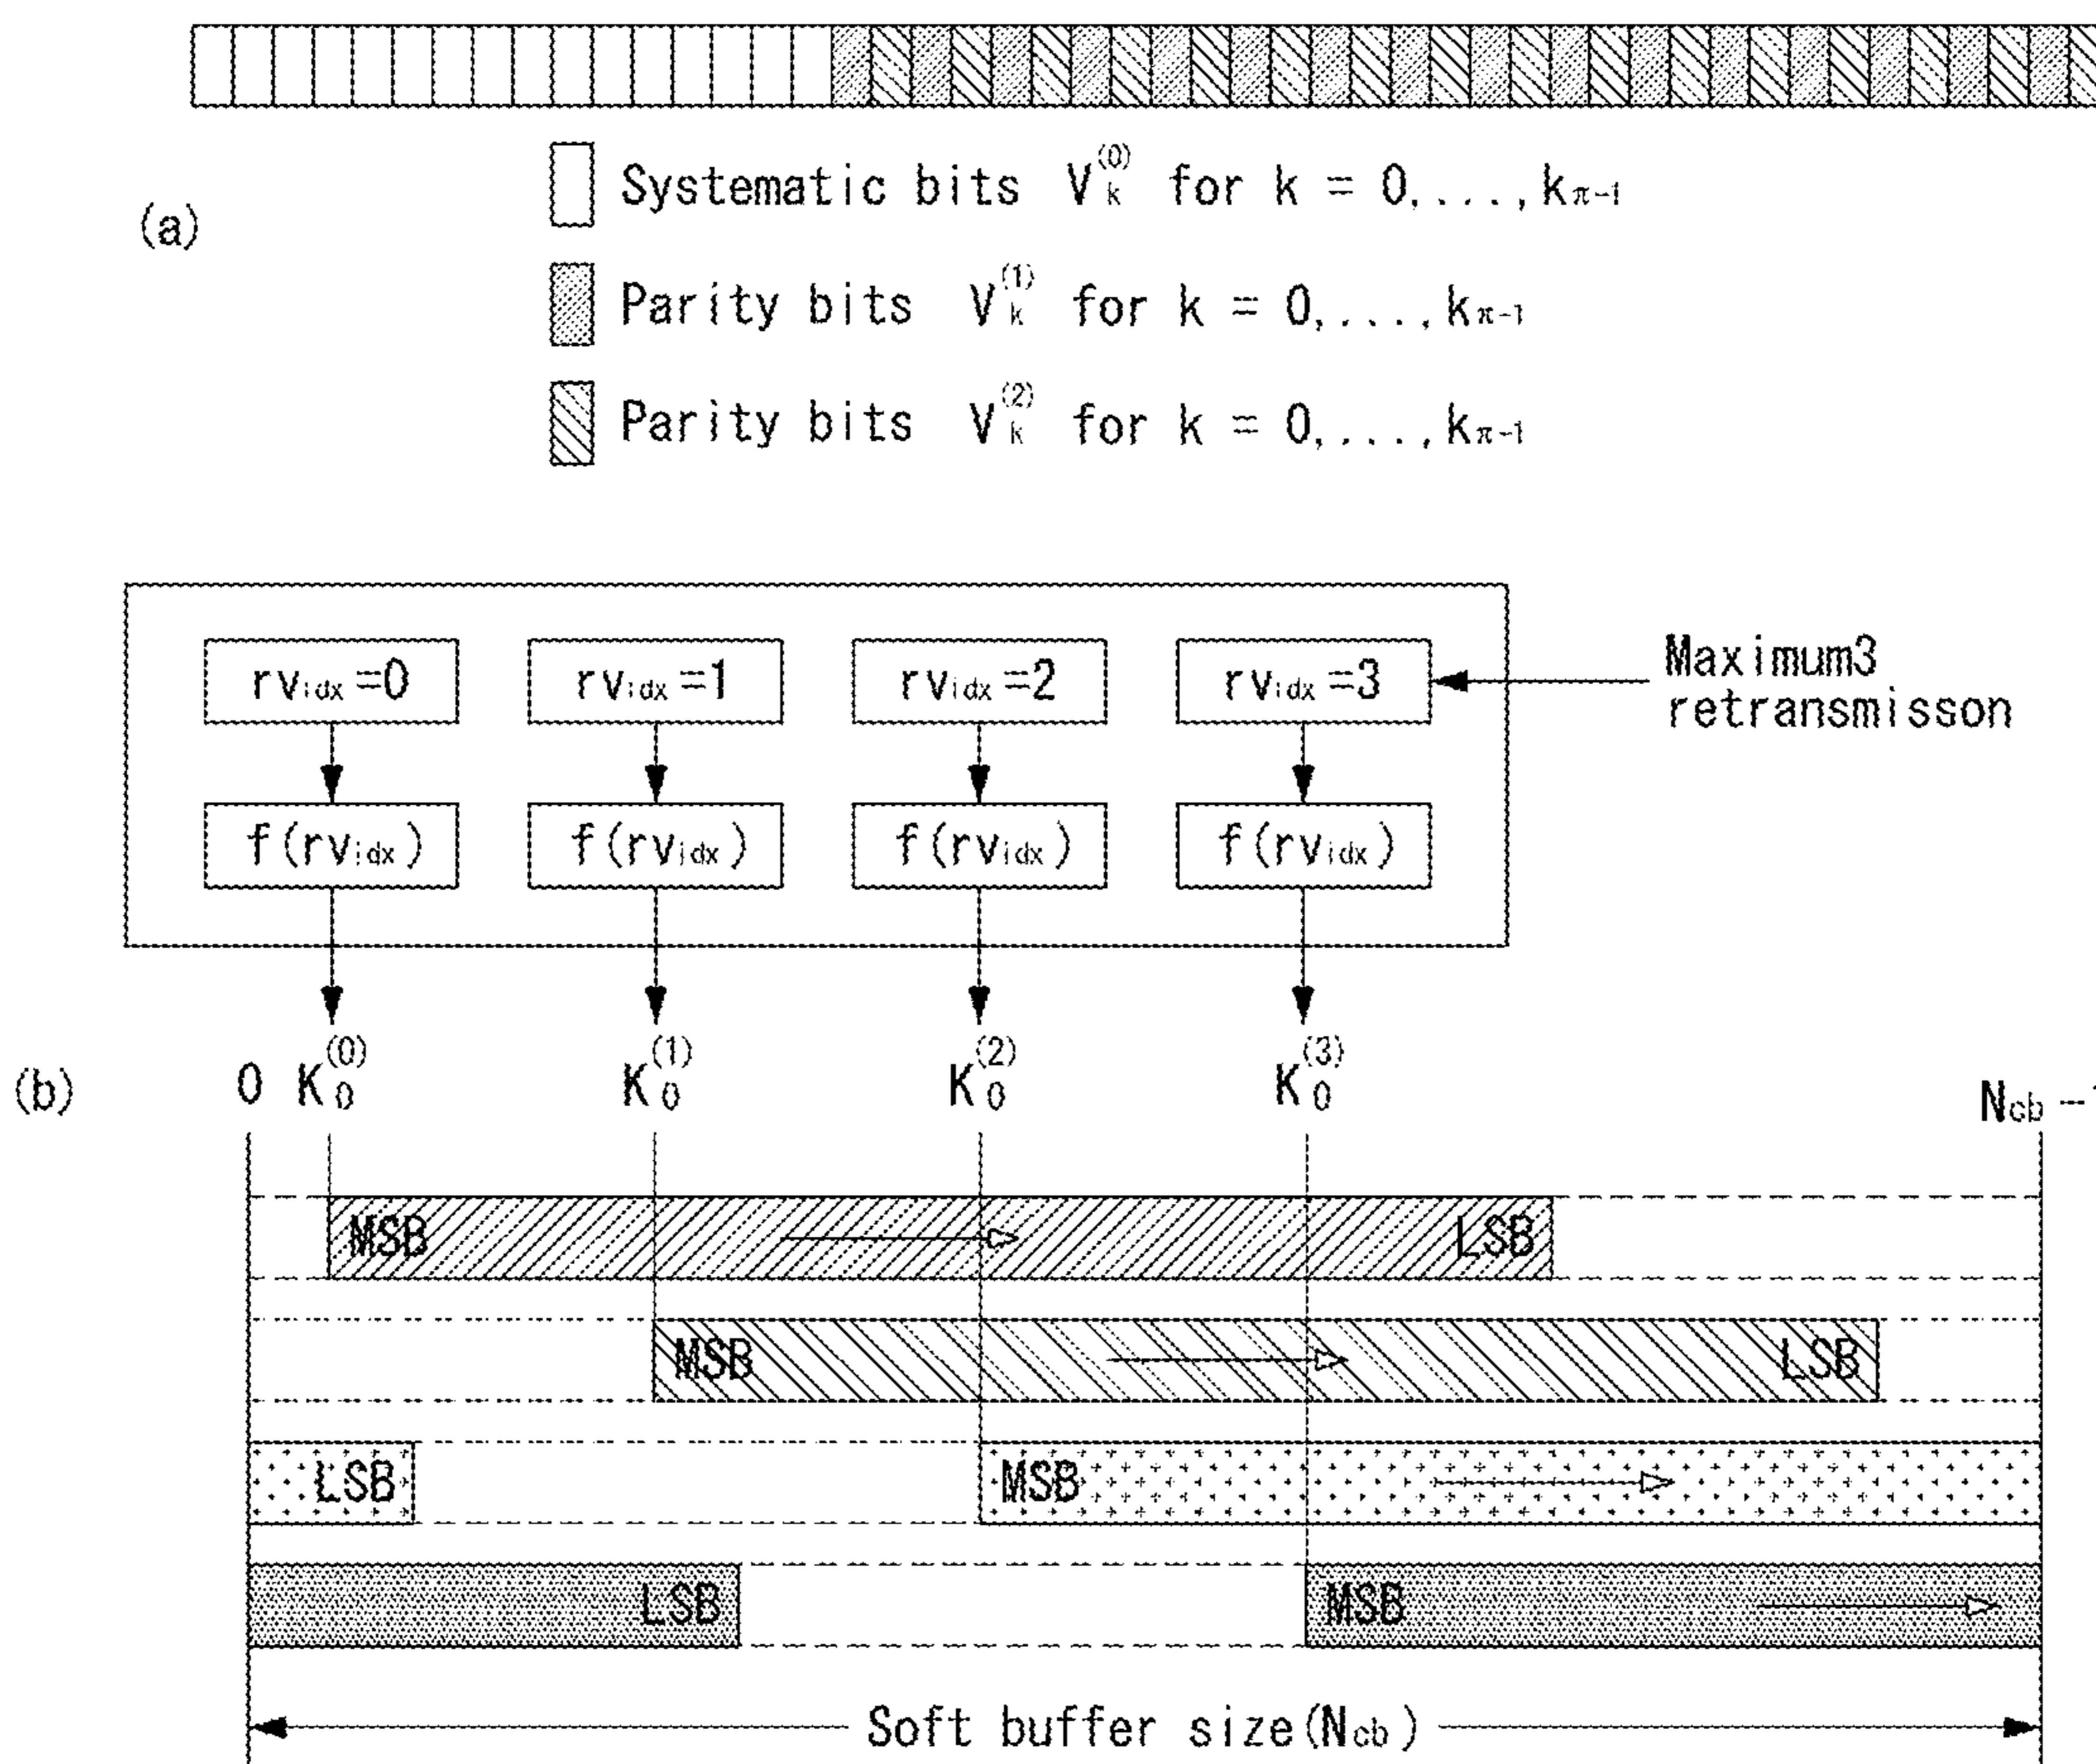 Systematic bits V_k^(0) for k = 0,....,k_π-1
(a)
Parity bits V_k^(1) for k = 0,....,k_π-1
Parity bits V_k^(2) for k = 0,....,k_π-1
rv_idx=0 rv_idx=1 rv_idx=2 rv_idx=3
Maximum3
retransmisson
f(rv_idx) f(rv_idx) f(rv_idx) f(rv_idx)
(b) 0 K_0^(0) K_0^(1) K_0^(2) K_0^(3) N_cb-1
MSB LSB
MSB LSB
LSB MSB
LSB MSB
Soft buffer size(N_cb)